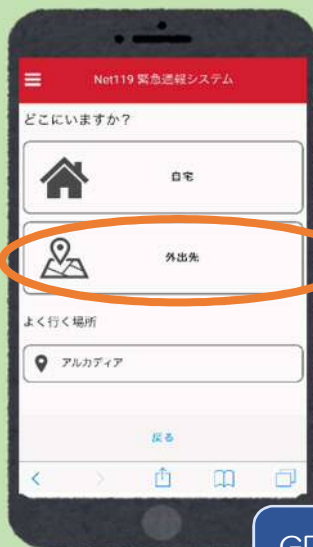 Net119 緊急通報システム
どこにいますか？
自宅
外出先
よく行く場所
アルカディア
戻る